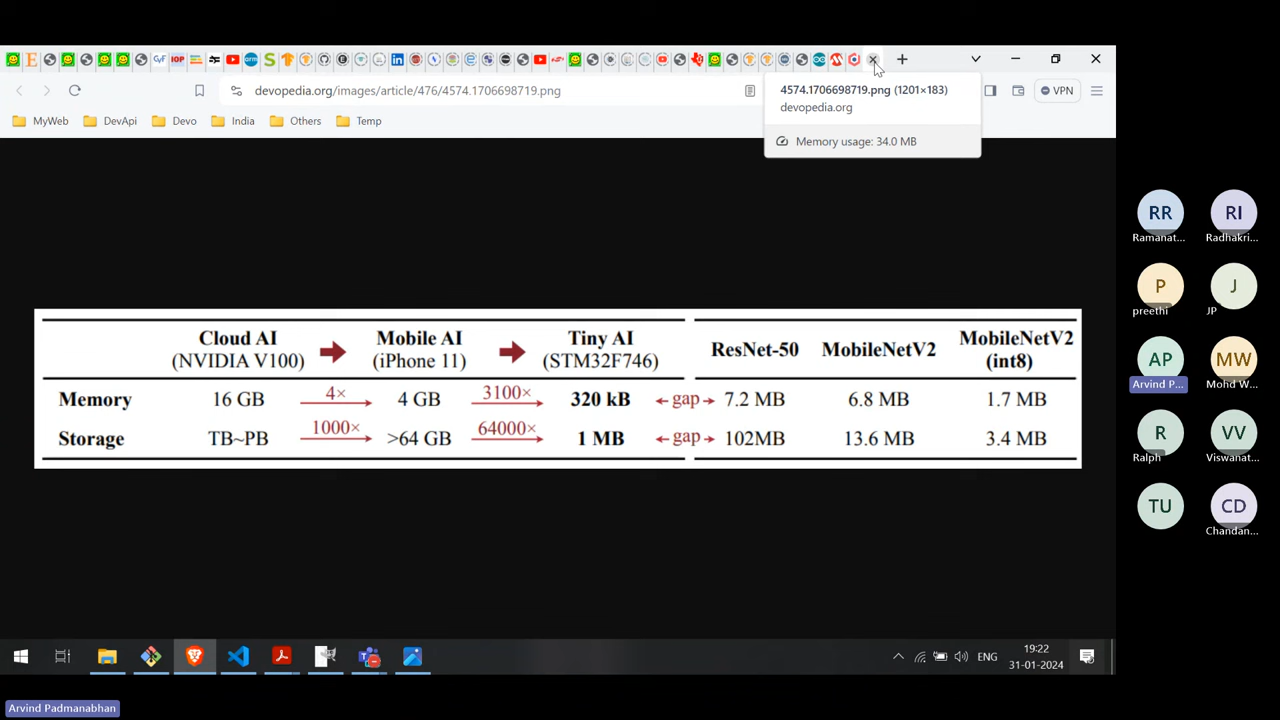 devopedia.org/images/article/476/4574.1706698719.png
VPN
MyWeb
DevApi
Devo
India
Others
Temp
4574.1706698719.png (1201×183)
devopedia.org
Memory usage: 34.0 MB
Cloud AI
(NVIDIA V100)
Mobile AI
(iPhone 11)
Tiny AI
(STM32F746)
ResNet-50
MobileNetV2
MobileNetV2
(int8)
Memory 16 GB 4× 4 GB 3100× 320 kB gap 7.2 MB 6.8 MB 1.7 MB
Storage TB~PB 1000× >64 GB 64000× 1 MB gap 102MB 13.6 MB 3.4 MB
RR
Ramanat...
RI
Radhakri...
P
preethi
J
JP
AP
Arvind P...
MW
Mohd W...
R
Ralph
VV
Viswanat...
TU
CD
Chandan...
ENG
19:22
31-01-2024
Arvind Padmanabhan